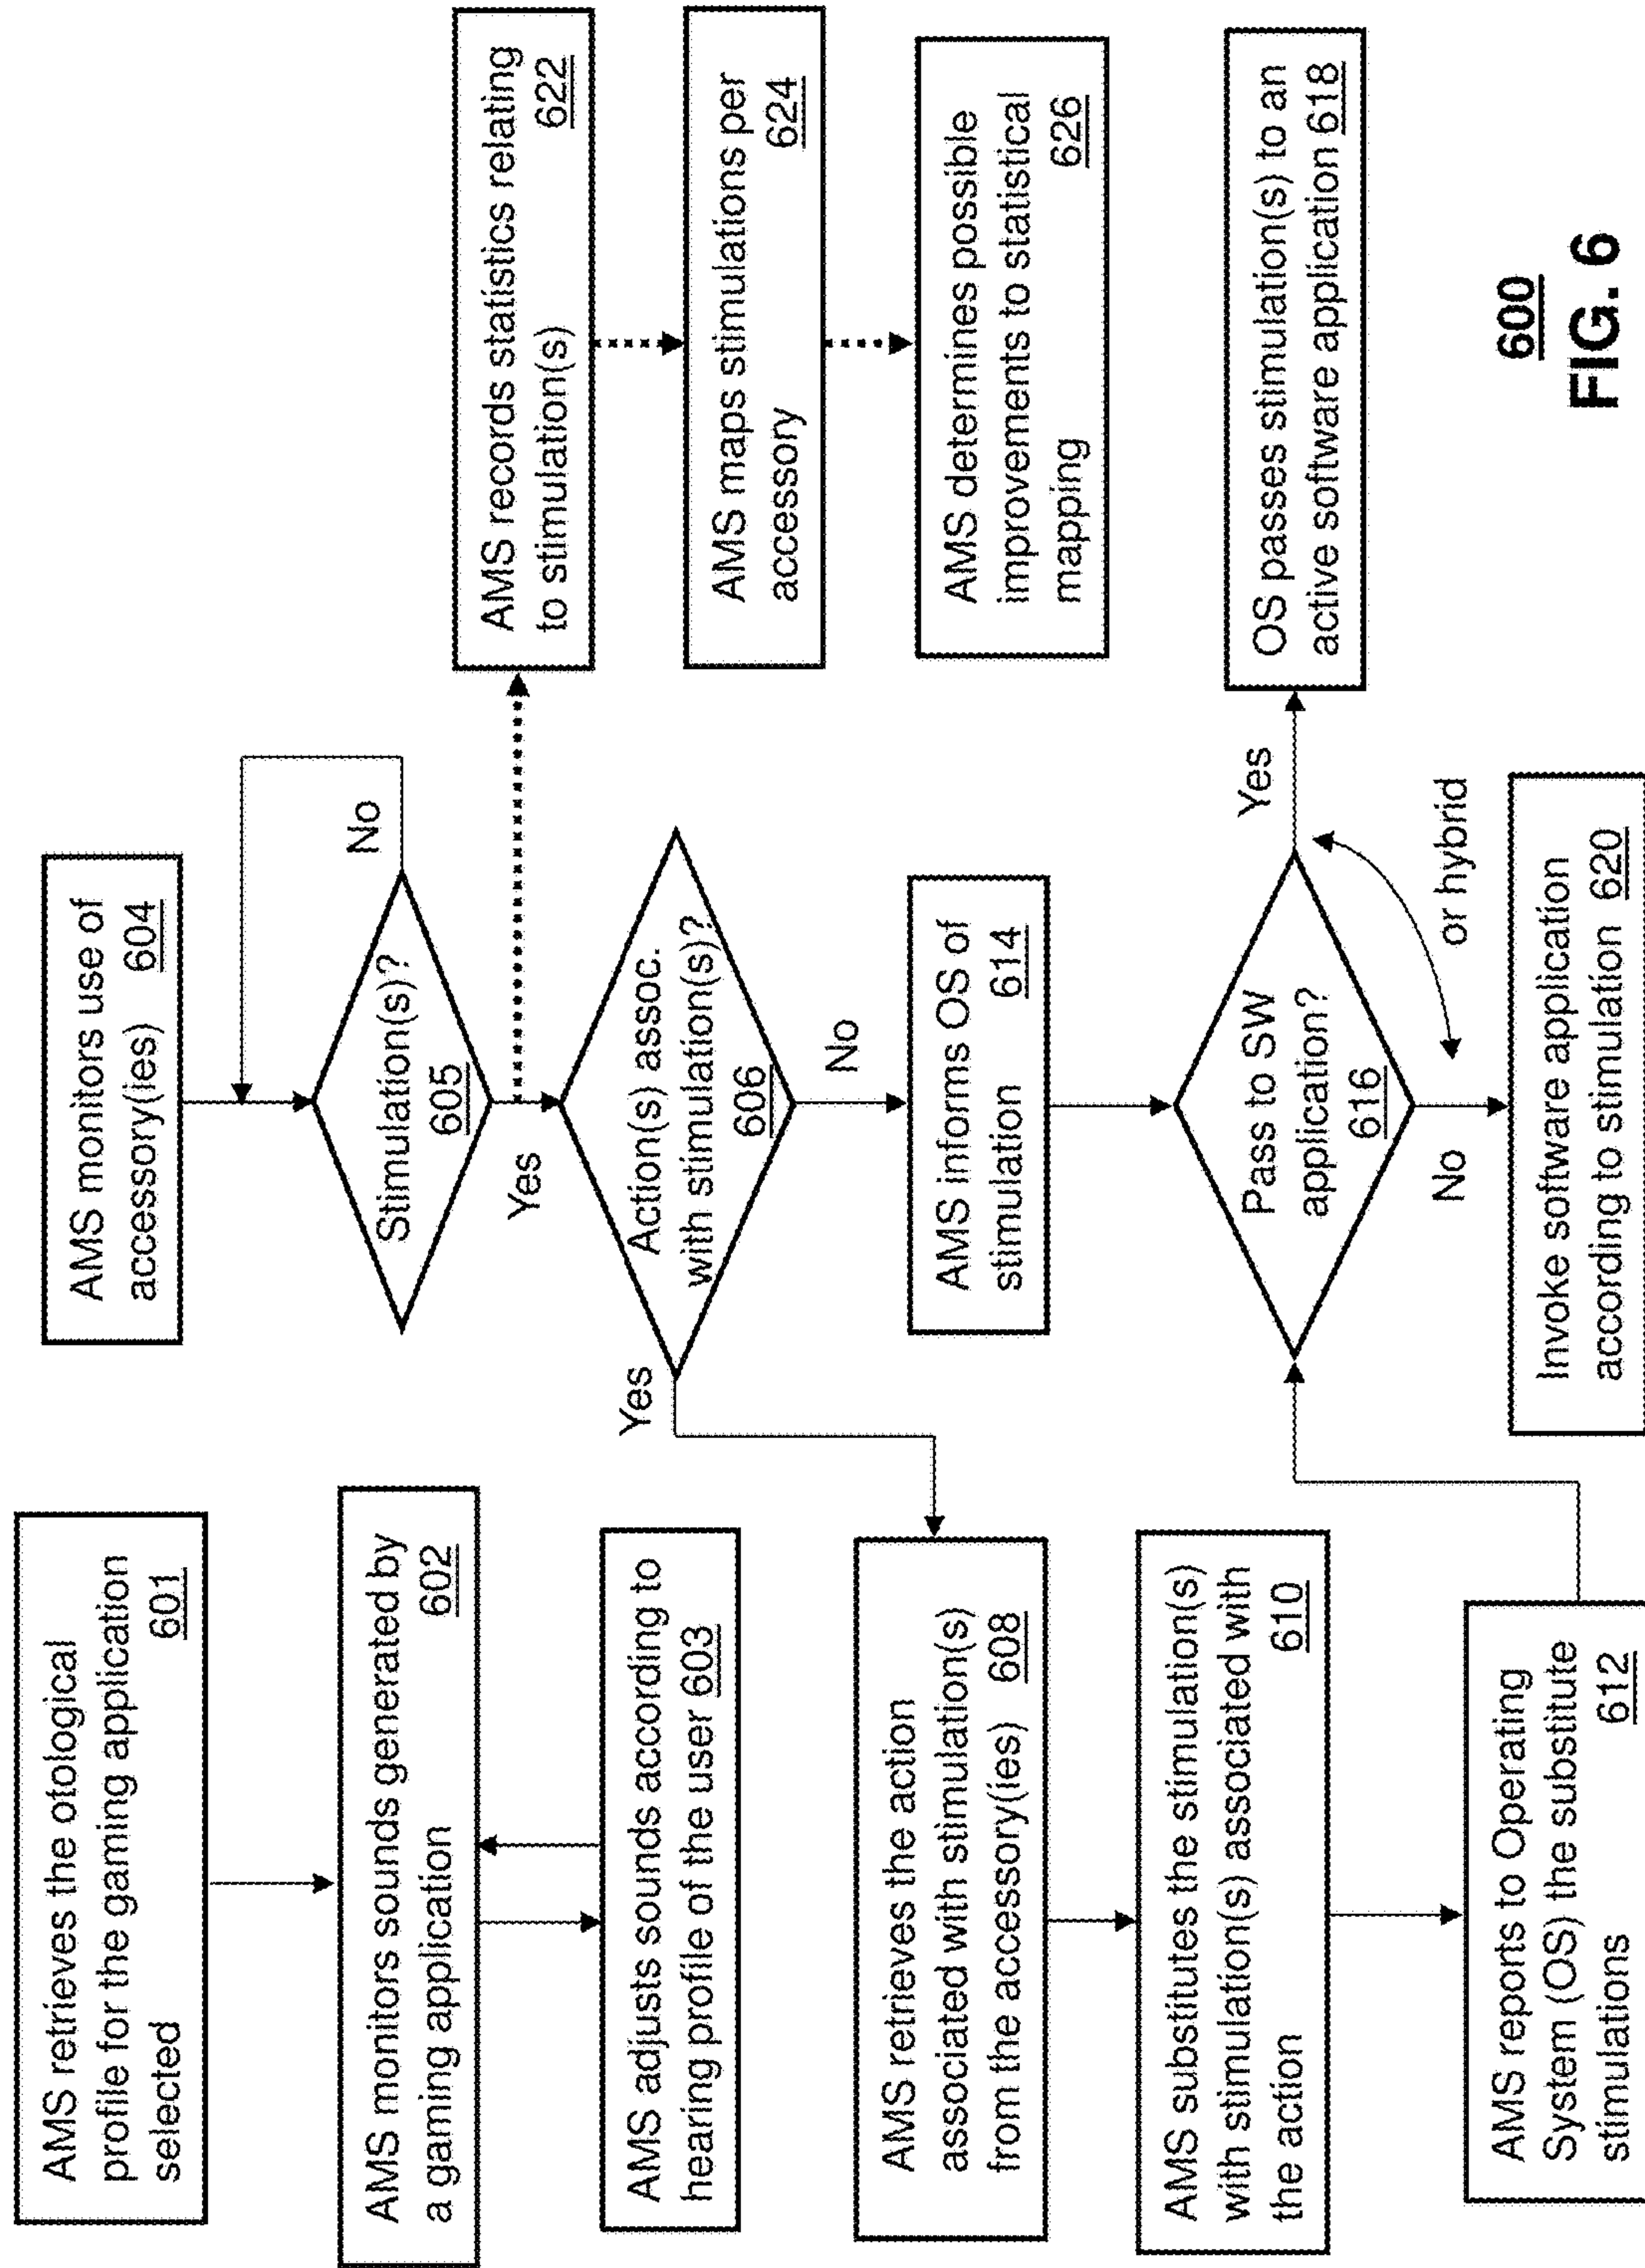 AMS retrieves the otological
profile for the gaming application
selected 601
AMS monitors sounds generated by
a gaming application 602
AMS adjusts sounds according to
hearing profile of the user 603
AMS monitors use of
accessory(ies) 604
Stimulation(s)?
605
No
Yes
Action(s) assoc.
with stimulation(s)?
606
Yes
No
AMS retrieves the action
associated with stimulation(s)
from the accessory(ies) 608
AMS substitutes the stimulation(s)
with stimulation(s) associated with
the action 610
AMS reports to Operating
System (OS) the substitute
stimulations 612
AMS informs OS of
stimulation 614
Pass to SW
application?
616
Yes
No
or hybrid
OS passes stimulation(s) to an
active software application 618
Invoke software application
according to stimulation 620
AMS records statistics relating
to stimulation(s) 622
AMS maps stimulations per
accessory 624
AMS determines possible
improvements to statistical
mapping 626
600
FIG. 6